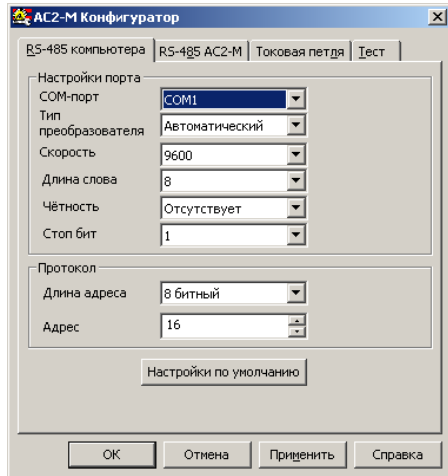 АС2-М Конфигуратор
RS-485 компьютера RS-485 АС2-М Токовая петля Тест
Настройки порта
COM-порт COM1
Тип
преобразователя Автоматический
Скорость 9600
Длина слова 8
Чётность Отсутствует
Стоп бит 1
Протокол
Длина адреса 8 битный
Адрес 16
Настройки по умолчанию
ОК Отмена Применить Справка